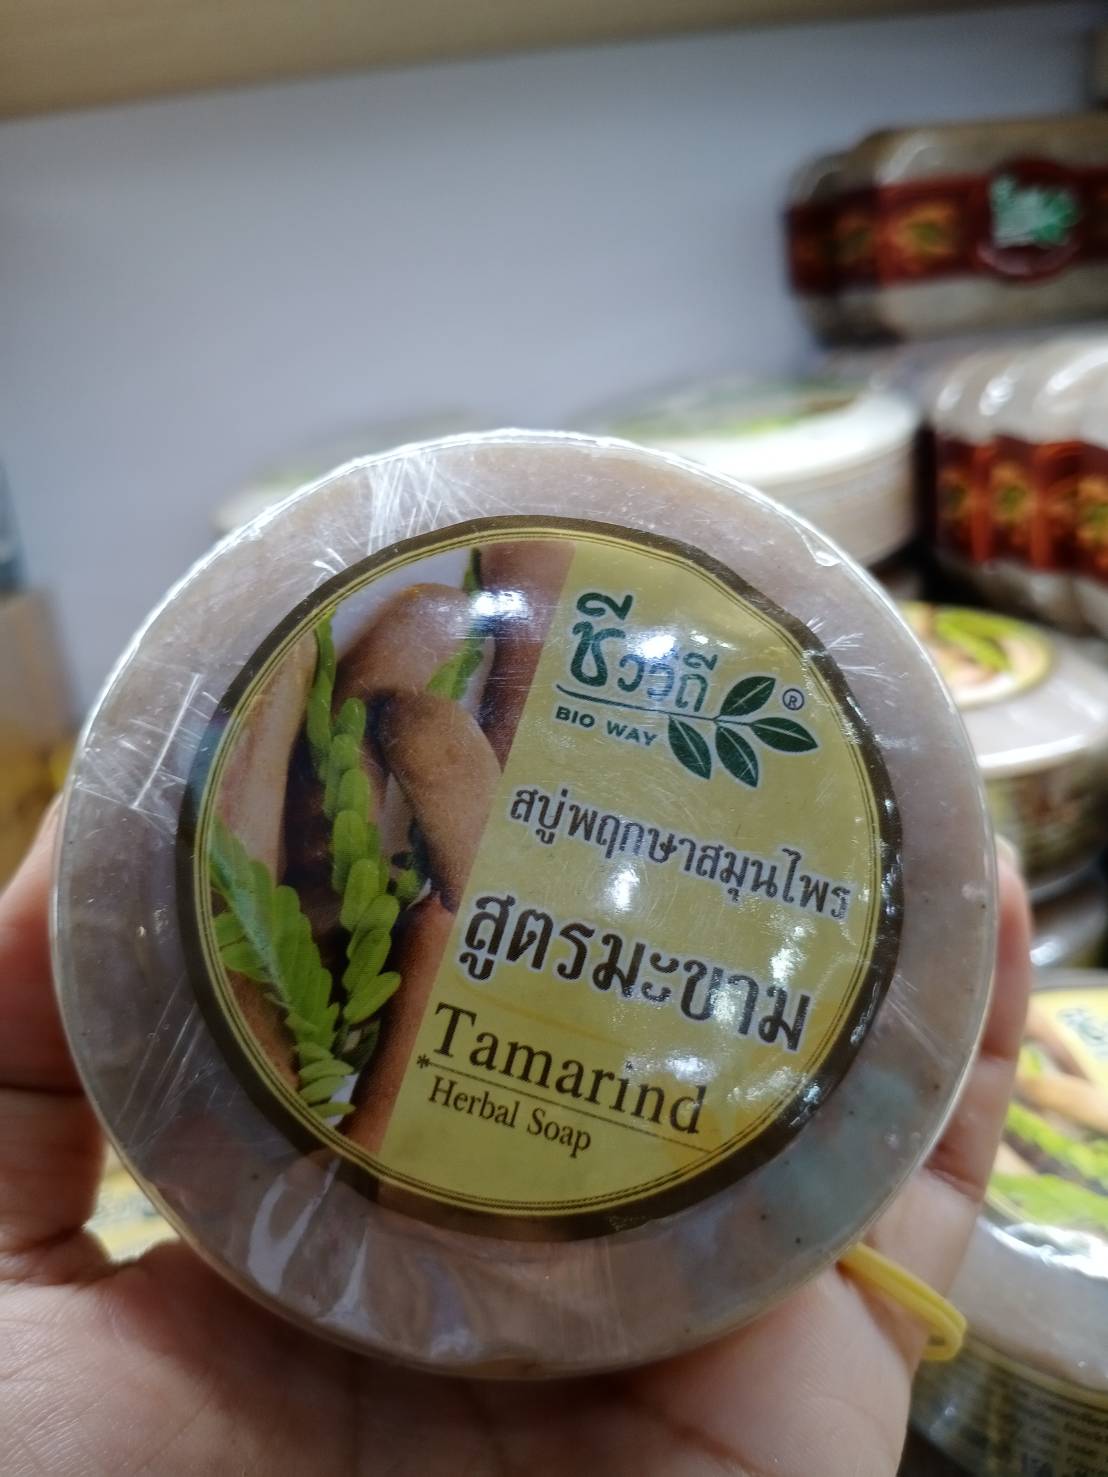 ชีววิถี
BIO WAY
®
สบู่พฤกษาสมุนไพร
สูตรมะขาม
Tamarind
*Herbal Soap